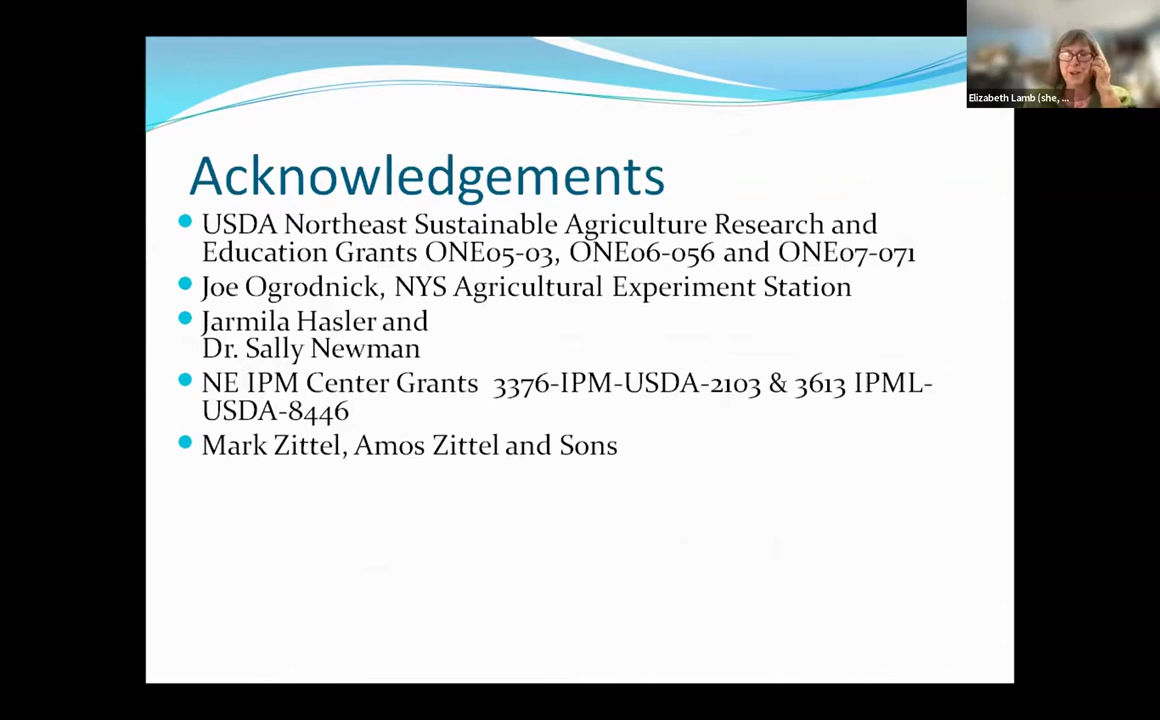 Elizabeth Lamb (she, ...
Acknowledgements
USDA Northeast Sustainable Agriculture Research and
Education Grants ONE05-03, ONE06-056 and ONE07-071
Joe Ogrodnick, NYS Agricultural Experiment Station
Jarmila Hasler and
Dr. Sally Newman
NE IPM Center Grants 3376-IPM-USDA-2103 & 3613 IPML-
USDA-8446
Mark Zittel, Amos Zittel and Sons